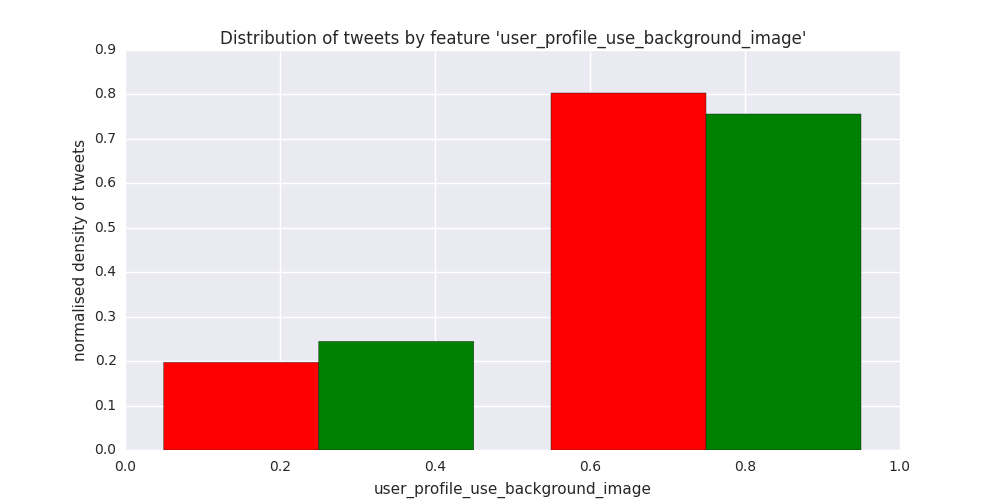 Distribution of tweets by feature 'user_profile_use_background_image'
0.9
0.8
0.7
0.6
0.5
0.4
0.3
0.2
0.1
0.0
normalised density of tweets
0.0 0.2 0.4 0.6 0.8 1.0
user_profile_use_background_image